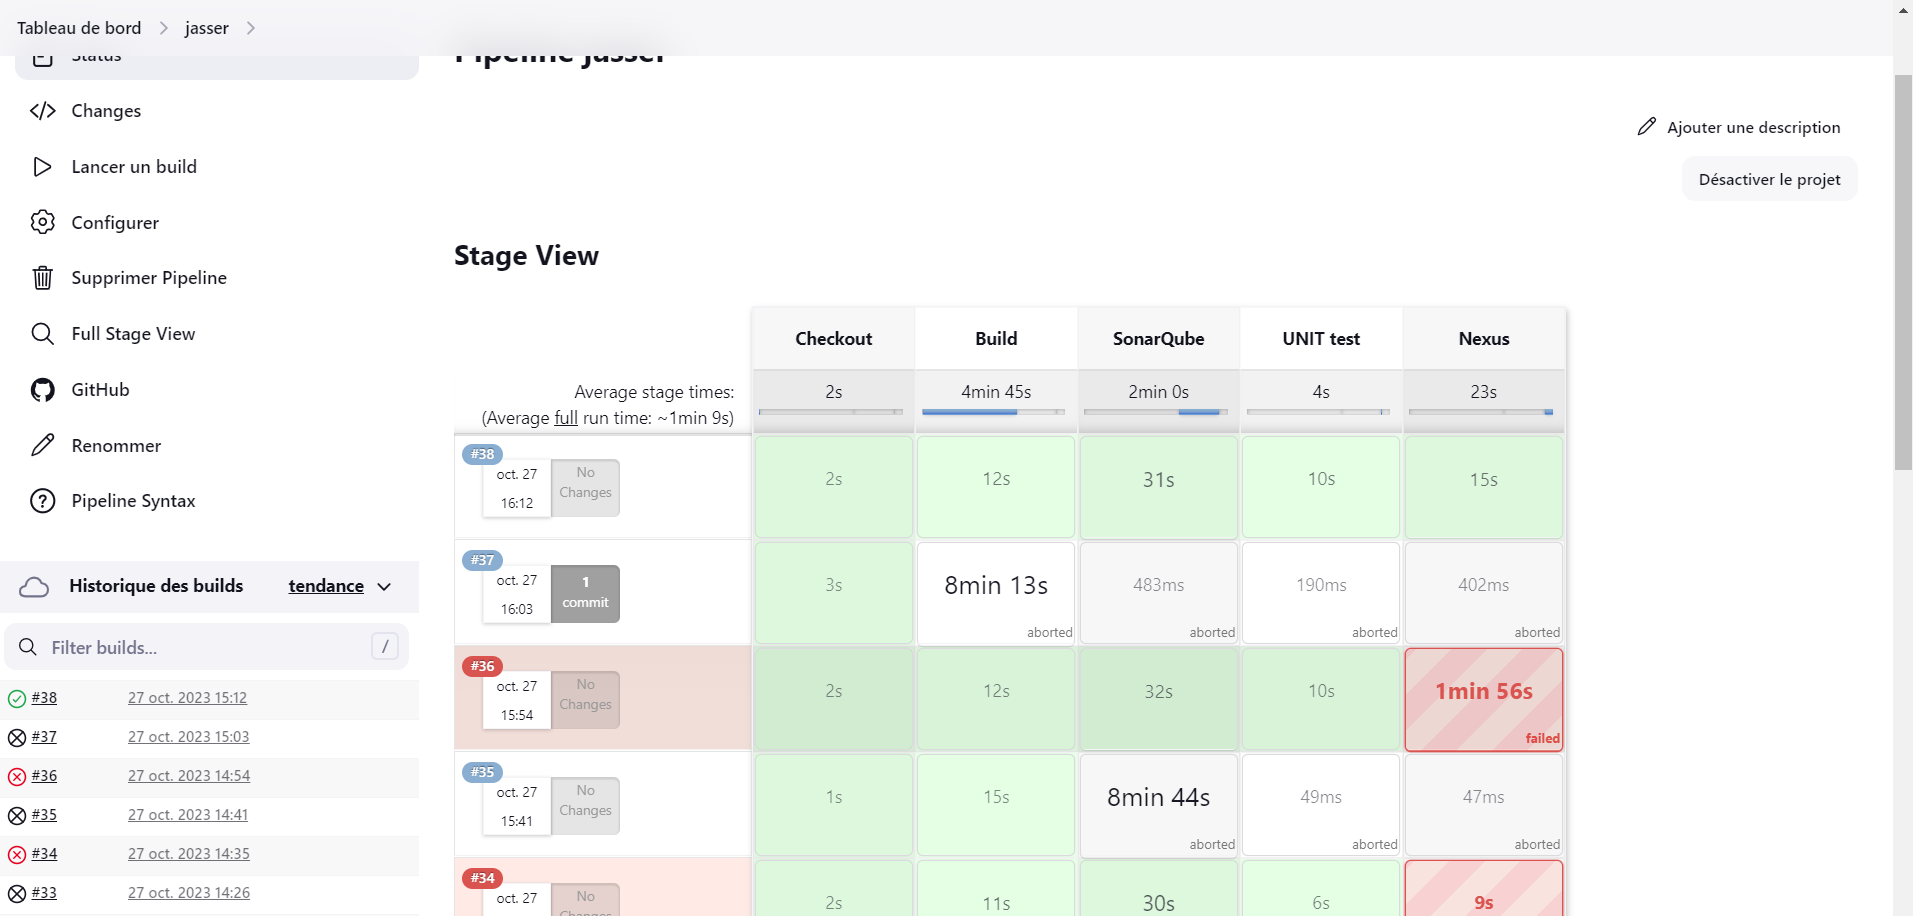 Tableau de bord
jasser
Status
Changes
Lancer un build
Configurer
Supprimer Pipeline
Full Stage View
GitHub
Renommer
Pipeline Syntax
Historique des builds tendance
Filter builds... /
#38 27 oct. 2023 15:12
#37 27 oct. 2023 15:03
#36 27 oct. 2023 14:54
#35 27 oct. 2023 14:41
#34 27 oct. 2023 14:35
#33 27 oct. 2023 14:26
Pipeline jasser
Ajouter une description
Désactiver le projet
Stage View
Checkout Build SonarQube UNIT test Nexus
Average stage times: 2s 4min 45s 2min 0s 4s 23s
(Average full run time: ~1min 9s)
#38
oct. 27 No
Changes
16:12
2s 12s 31s 10s 15s
#37
oct. 27 1
commit
16:03
3s 8min 13s 483ms 190ms 402ms
aborted aborted aborted aborted
#36
oct. 27 No
Changes
15:54
2s 12s 32s 10s 1min 56s
failed
#35
oct. 27 No
Changes
15:41
1s 15s 8min 44s 49ms 47ms
aborted aborted aborted
#34
oct. 27 No
Changes
2s 11s 30s 6s 9s